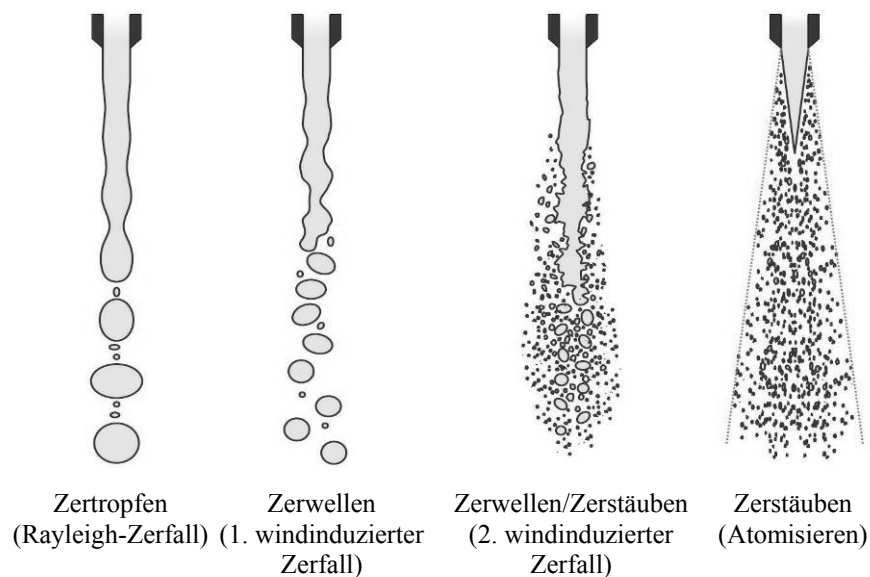 Zertropfen
(Rayleigh-Zerfall)
Zerwellen
(1. windinduzierter
Zerfall)
Zerwellen/Zerstäuben
(2. windinduzierter
Zerfall)
Zerstäuben
(Atomisieren)